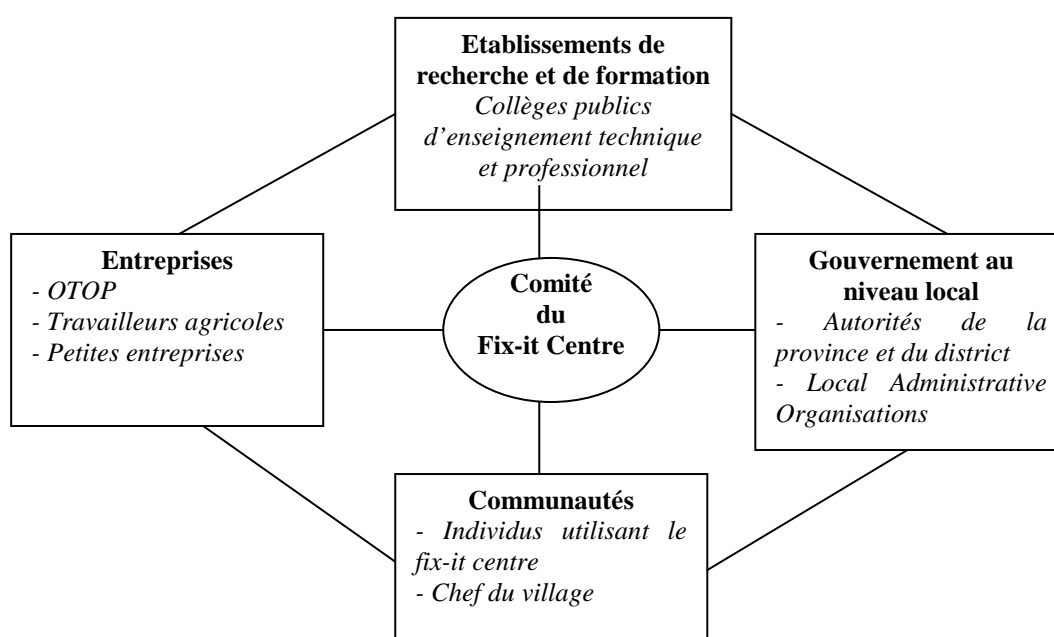 Etablissements de
recherche et de formation
Collèges publics
d’enseignement technique
et professionnel
Entreprises
- OTOP
- Travailleurs agricoles
- Petites entreprises
Comité
du
Fix-it Centre
Gouvernement au
niveau local
- Autorités de la
province et du district
- Local Administrative
Organisations
Communautés
- Individus utilisant le
fix-it centre
- Chef du village